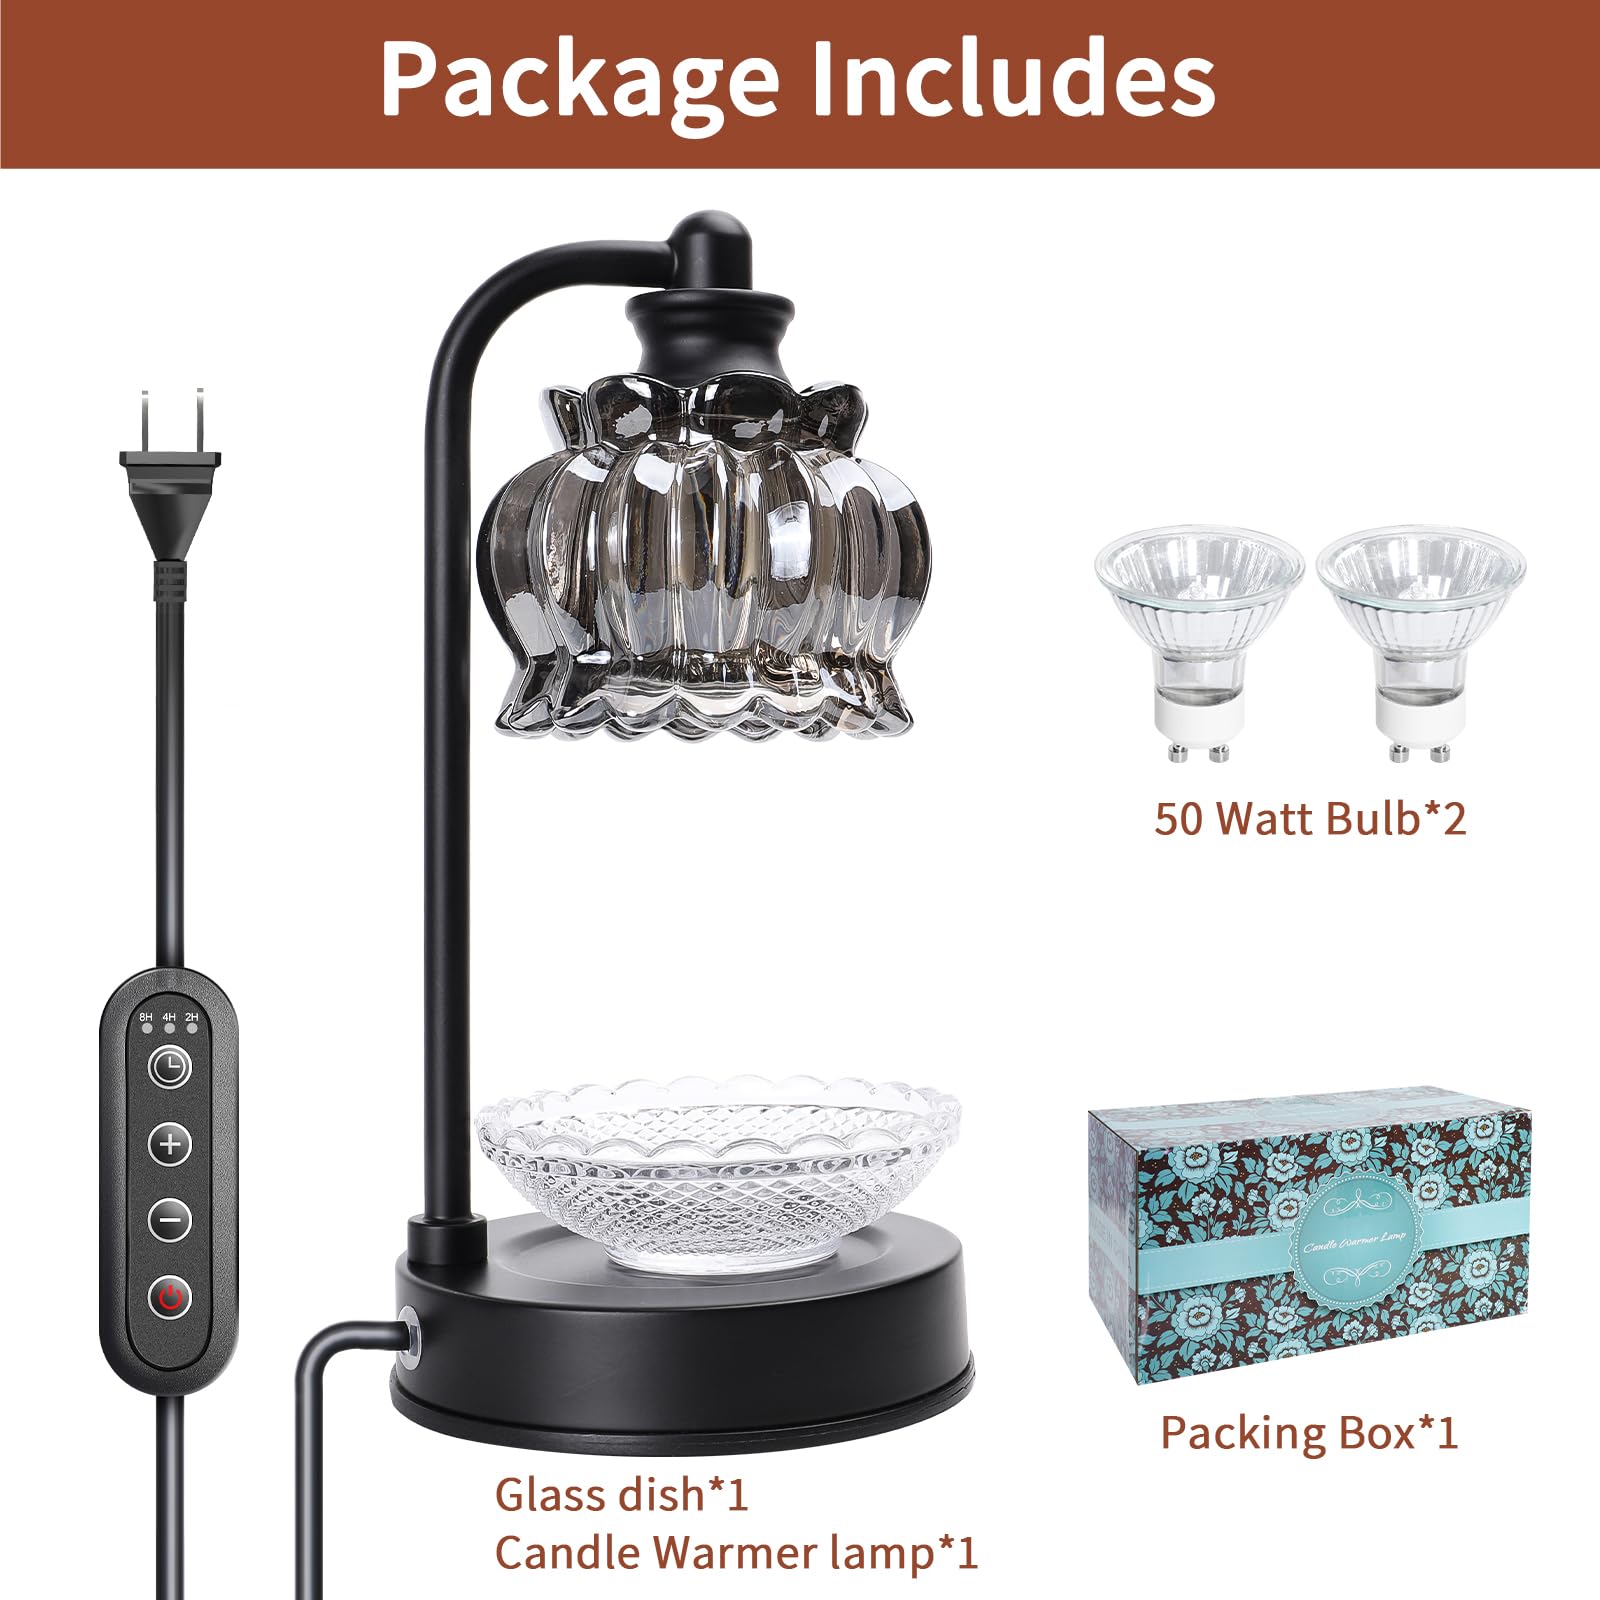 Package Includes
8H 4H 2H
50 Watt Bulb*2
Candle Warmer Lamp
Packing Box*1
Glass dish*1
Candle Warmer lamp*1